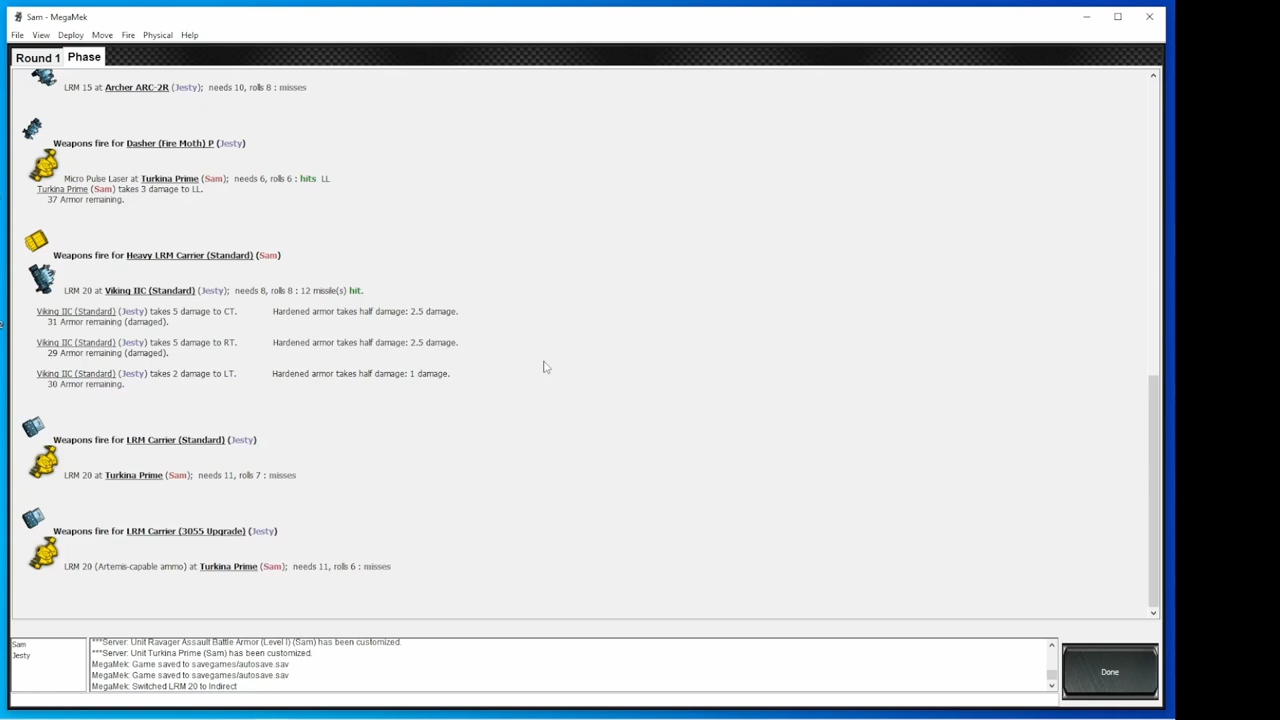 Sam - MegaMek
File View Deploy Move Fire Physical Help
Round 1 Phase
LRM 15 at Archer ARC-2R (Jesty); needs 10, rolls 8 : misses
Weapons fire for Dasher (Fire Moth) P (Jesty)
Micro Pulse Laser at Turkina Prime (Sam); needs 6, rolls 6 : hits LL
Turkina Prime (Sam) takes 3 damage to LL.
37 Armor remaining.
Weapons fire for Heavy LRM Carrier (Standard) (Sam)
LRM 20 at Viking IIC (Standard) (Jesty); needs 8, rolls 8 : 12 missile(s) hit.
Viking IIC (Standard) (Jesty) takes 5 damage to CT. Hardened armor takes half damage: 2.5 damage.
31 Armor remaining (damaged).
Viking IIC (Standard) (Jesty) takes 5 damage to RT. Hardened armor takes half damage: 2.5 damage.
29 Armor remaining (damaged).
Viking IIC (Standard) (Jesty) takes 2 damage to LT. Hardened armor takes half damage: 1 damage.
30 Armor remaining.
Weapons fire for LRM Carrier (Standard) (Jesty)
LRM 20 at Turkina Prime (Sam); needs 11, rolls 7 : misses
Weapons fire for LRM Carrier (3055 Upgrade) (Jesty)
LRM 20 (Artemis-capable ammo) at Turkina Prime (Sam); needs 11, rolls 6 : misses
Sam
Jesty
***Server: Unit Ravager Assault Battle Armor (Level I) (Sam) has been customized.
***Server: Unit Turkina Prime (Sam) has been customized.
MegaMek: Game saved to savegames/autosave.sav
MegaMek: Game saved to savegames/autosave.sav
MegaMek: Switched LRM 20 to Indirect
Done